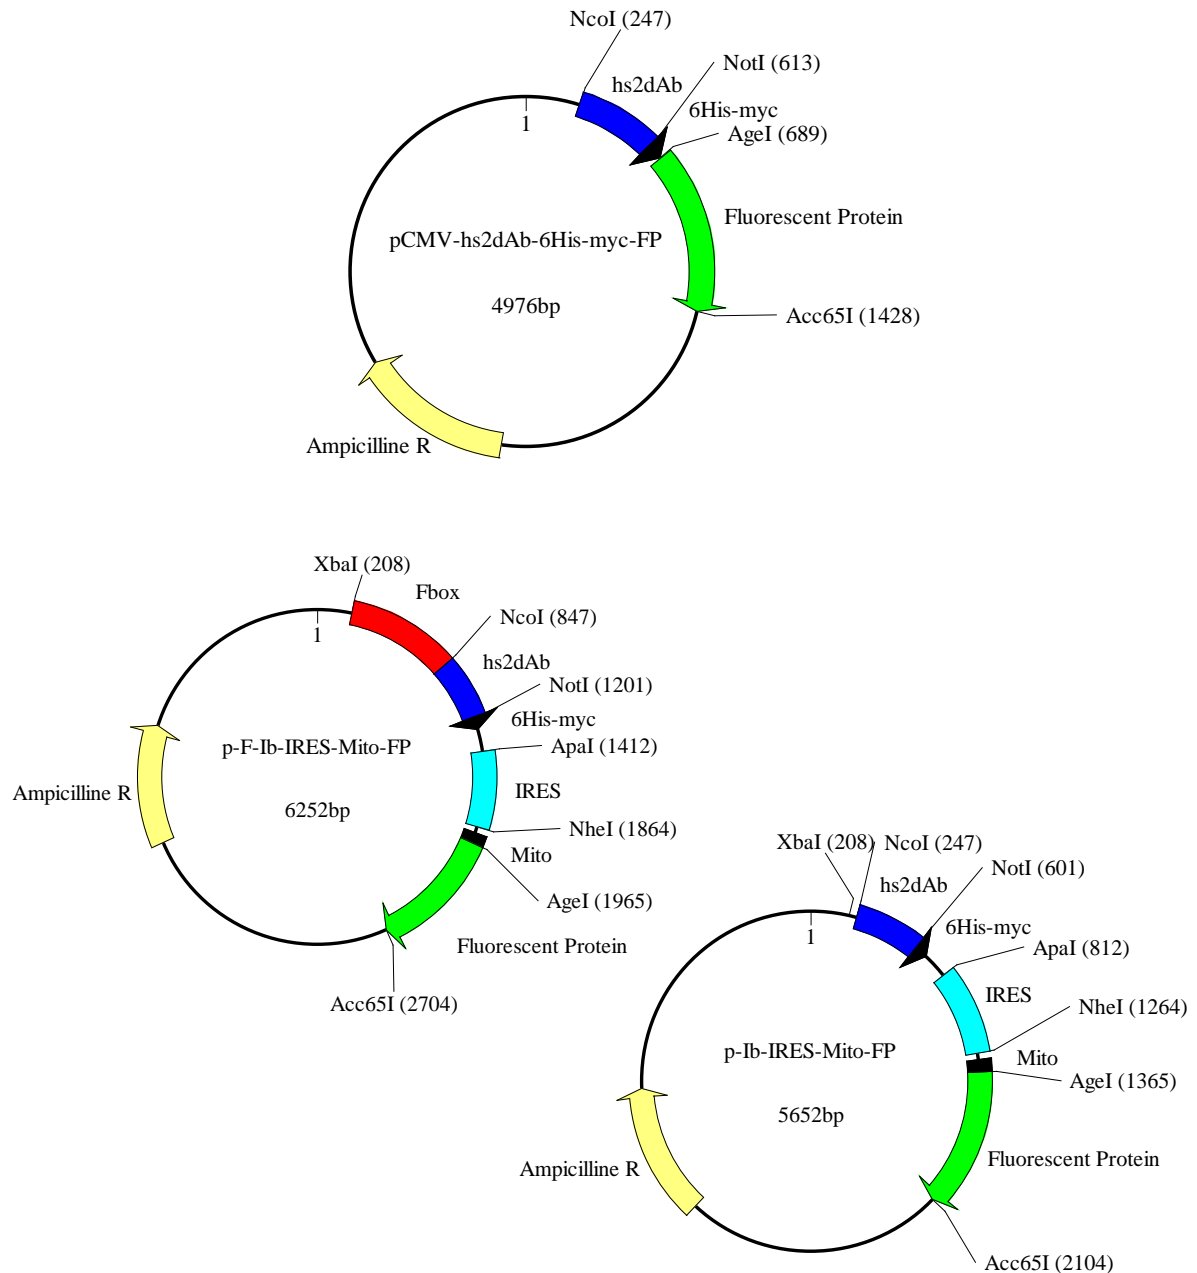 NcoI (247)
NotI (613)
hs2dAb
6His-myc
AgeI (689)
1
Fluorescent Protein
pCMV-hs2dAb-6His-myc-FP
4976bp
Acc65I (1428)
Ampicilline R
XbaI (208)
Fbox
NcoI (847)
1
hs2dAb
NotI (1201)
6His-myc
ApaI (1412)
p-F-Ib-IRES-Mito-FP
IRES
Ampicilline R
6252bp
NheI (1864)
Mito
AgeI (1965)
Fluorescent Protein
Acc65I (2704)
XbaI (208)
NcoI (247)
NotI (601)
hs2dAb
1
6His-myc
ApaI (812)
IRES
NheI (1264)
p-Ib-IRES-Mito-FP
Mito
AgeI (1365)
5652bp
Fluorescent Protein
Ampicilline R
Acc65I (2104)